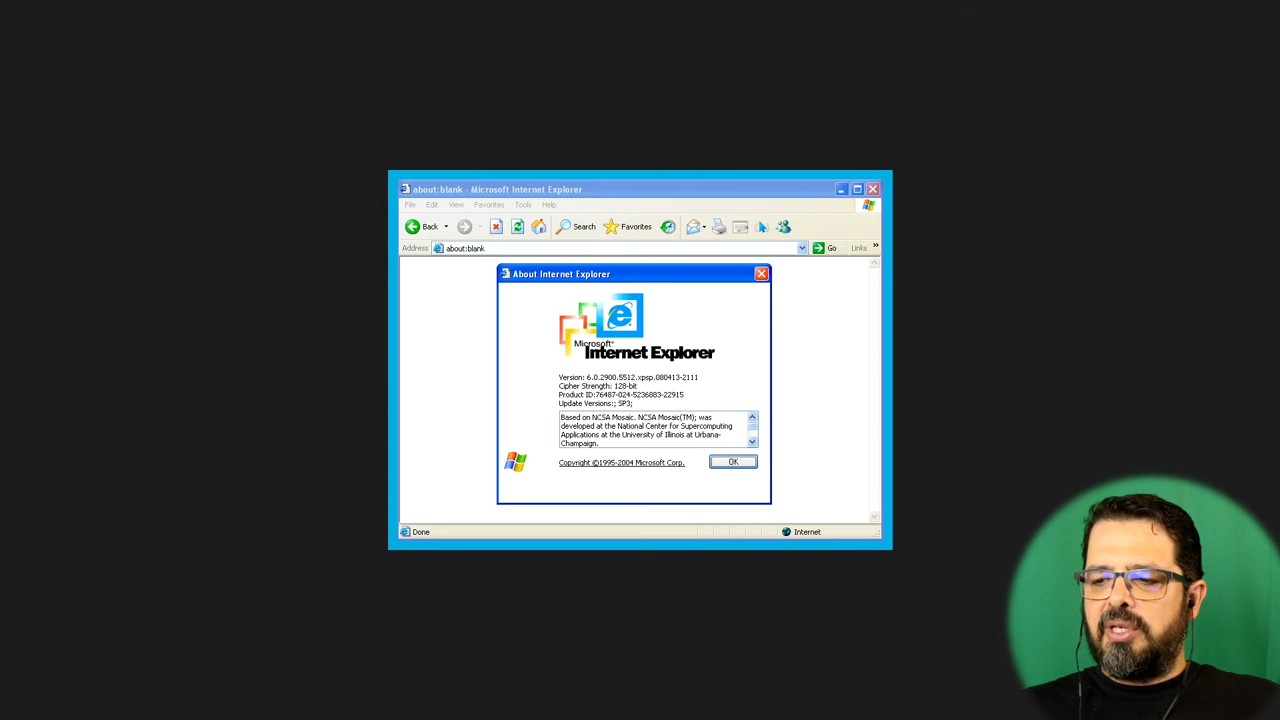 about:blank - Microsoft Internet Explorer
File Edit View Favorites Tools Help
Back Search Favorites
Address about:blank Go Links »
About Internet Explorer
Microsoft®
Internet Explorer
Version: 6.0.2900.5512.xpsp.080413-2111
Cipher Strength: 128-bit
Product ID:76487-024-5236883-22915
Update Versions:; SP3;
Based on NCSA Mosaic. NCSA Mosaic(TM); was
developed at the National Center for Supercomputing
Applications at the University of Illinois at Urbana-
Champaign.
Copyright ©1995-2004 Microsoft Corp. OK
Done Internet